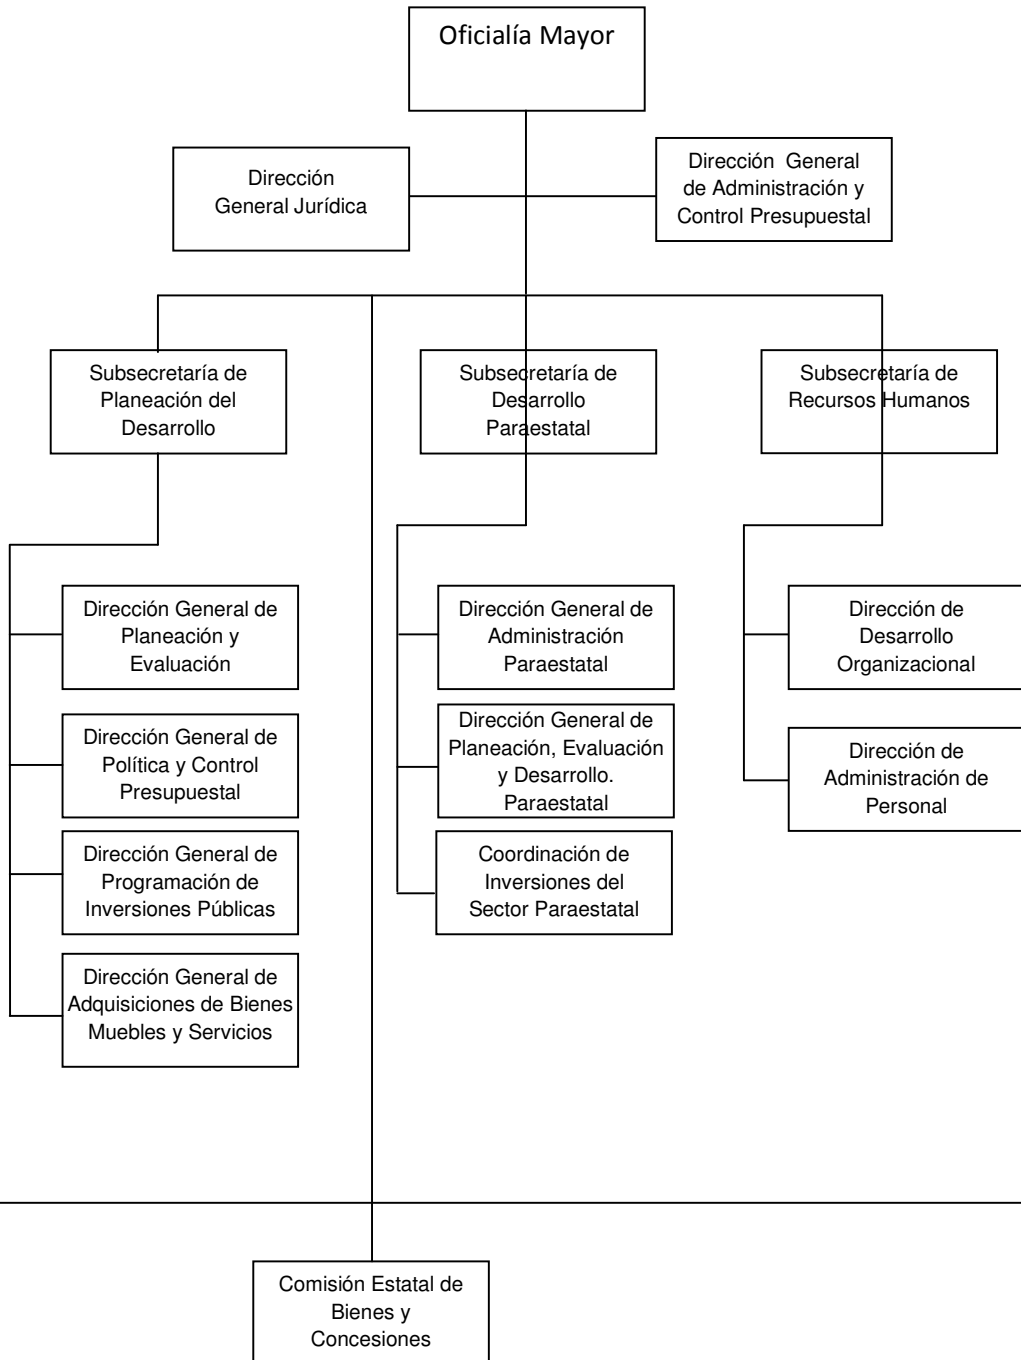 Oficialía Mayor
Dirección
General Jurídica
Dirección General
de Administración y
Control Presupuestal
Subsecretaría de
Planeación del
Desarrollo
Subsecretaría de
Desarrollo
Paraestatal
Subsecretaría de
Recursos Humanos
Dirección General de
Planeación y
Evaluación
Dirección General de
Política y Control
Presupuestal
Dirección General de
Programación de
Inversiones Públicas
Dirección General de
Adquisiciones de Bienes
Muebles y Servicios
Dirección General de
Administración
Paraestatal
Dirección General de
Planeación, Evaluación
y Desarrollo.
Paraestatal
Coordinación de
Inversiones del
Sector Paraestatal
Dirección de
Desarrollo
Organizacional
Dirección de
Administración de
Personal
Comisión Estatal de
Bienes y
Concesiones